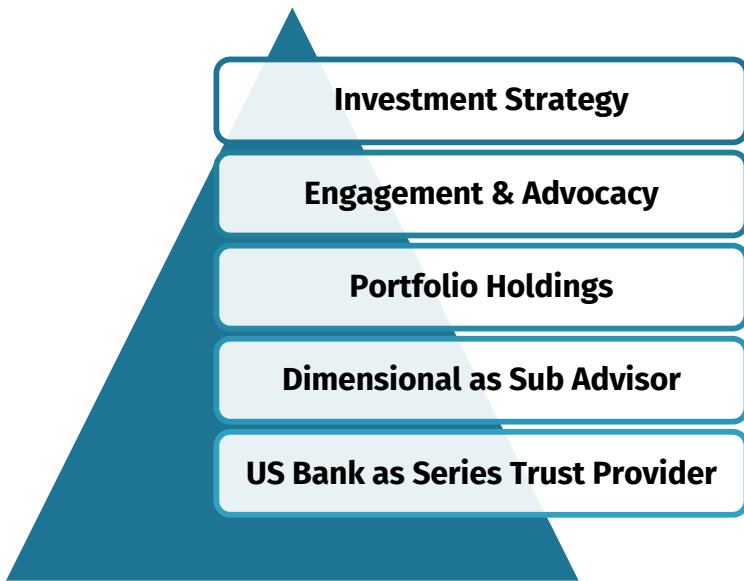 Investment Strategy
Engagement & Advocacy
Portfolio Holdings
Dimensional as Sub Advisor
US Bank as Series Trust Provider